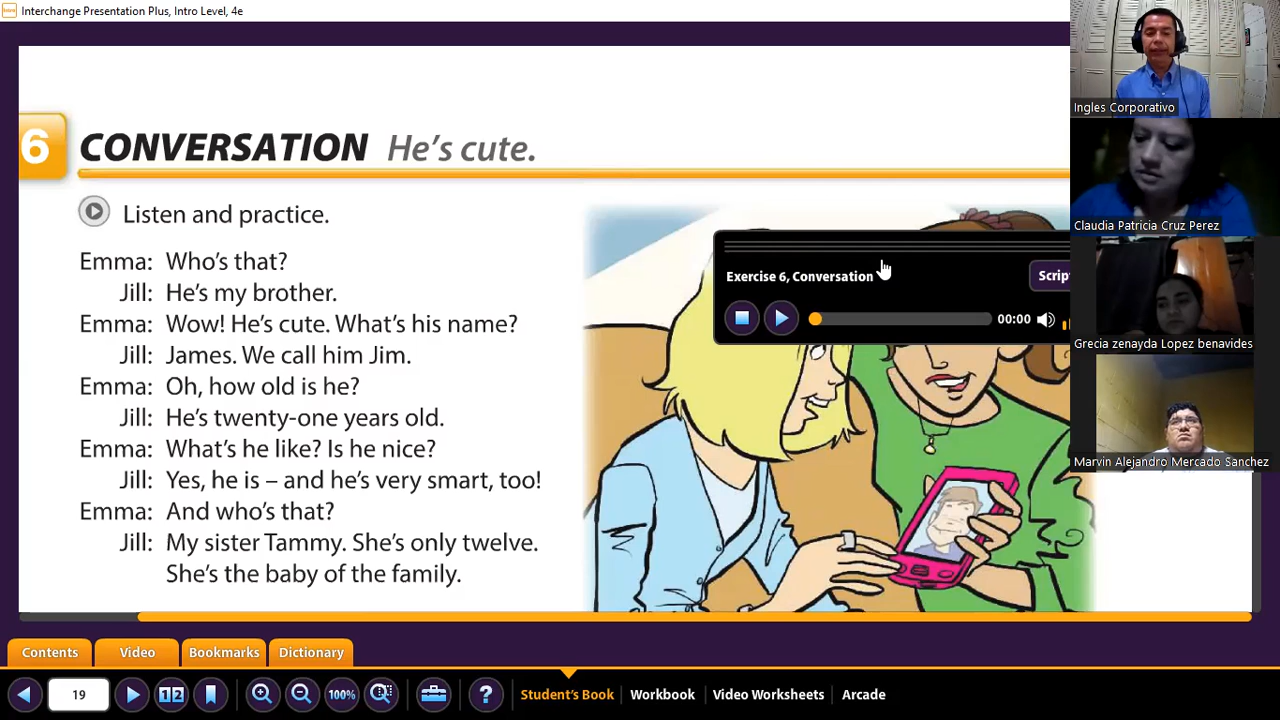 Interchange Presentation Plus, Intro Level, 4e
6 CONVERSATION He's cute.
Listen and practice.
Emma: Who's that?
Jill: He's my brother.
Emma: Wow! He's cute. What's his name?
Jill: James. We call him Jim.
Emma: Oh, how old is he?
Jill: He's twenty-one years old.
Emma: What's he like? Is he nice?
Jill: Yes, he is – and he's very smart, too!
Emma: And who's that?
Jill: My sister Tammy. She's only twelve.
She's the baby of the family.
Exercise 6, Conversation
Script
00:00
Ingles Corporativo
Claudia Patricia Cruz Perez
Grecia zenayda Lopez benavides
Marvin Alejandro Mercado Sanchez
Contents Video Bookmarks Dictionary
19 1 2 100% ? Student's Book Workbook Video Worksheets Arcade